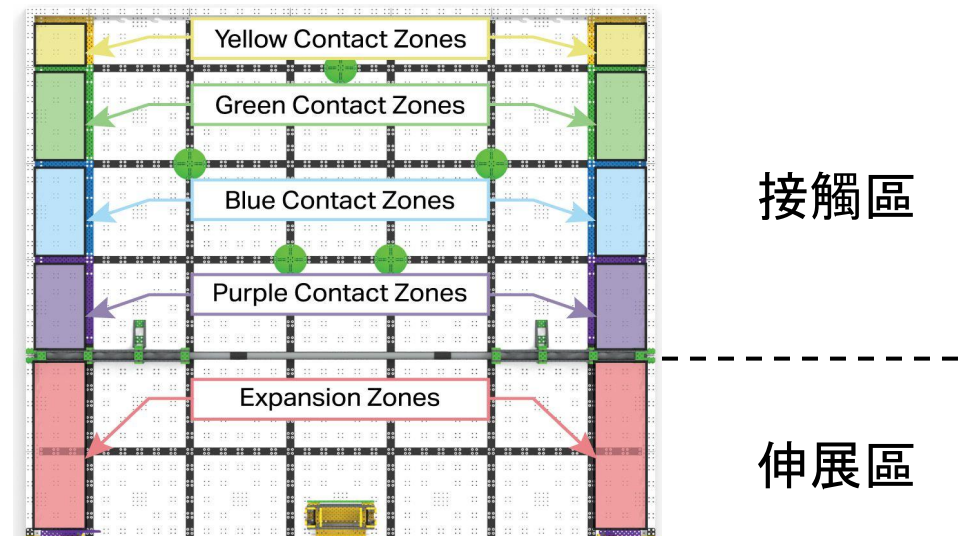 Yellow Contact Zones
Green Contact Zones
Blue Contact Zones
接觸區
Purple Contact Zones
Expansion Zones
伸展區